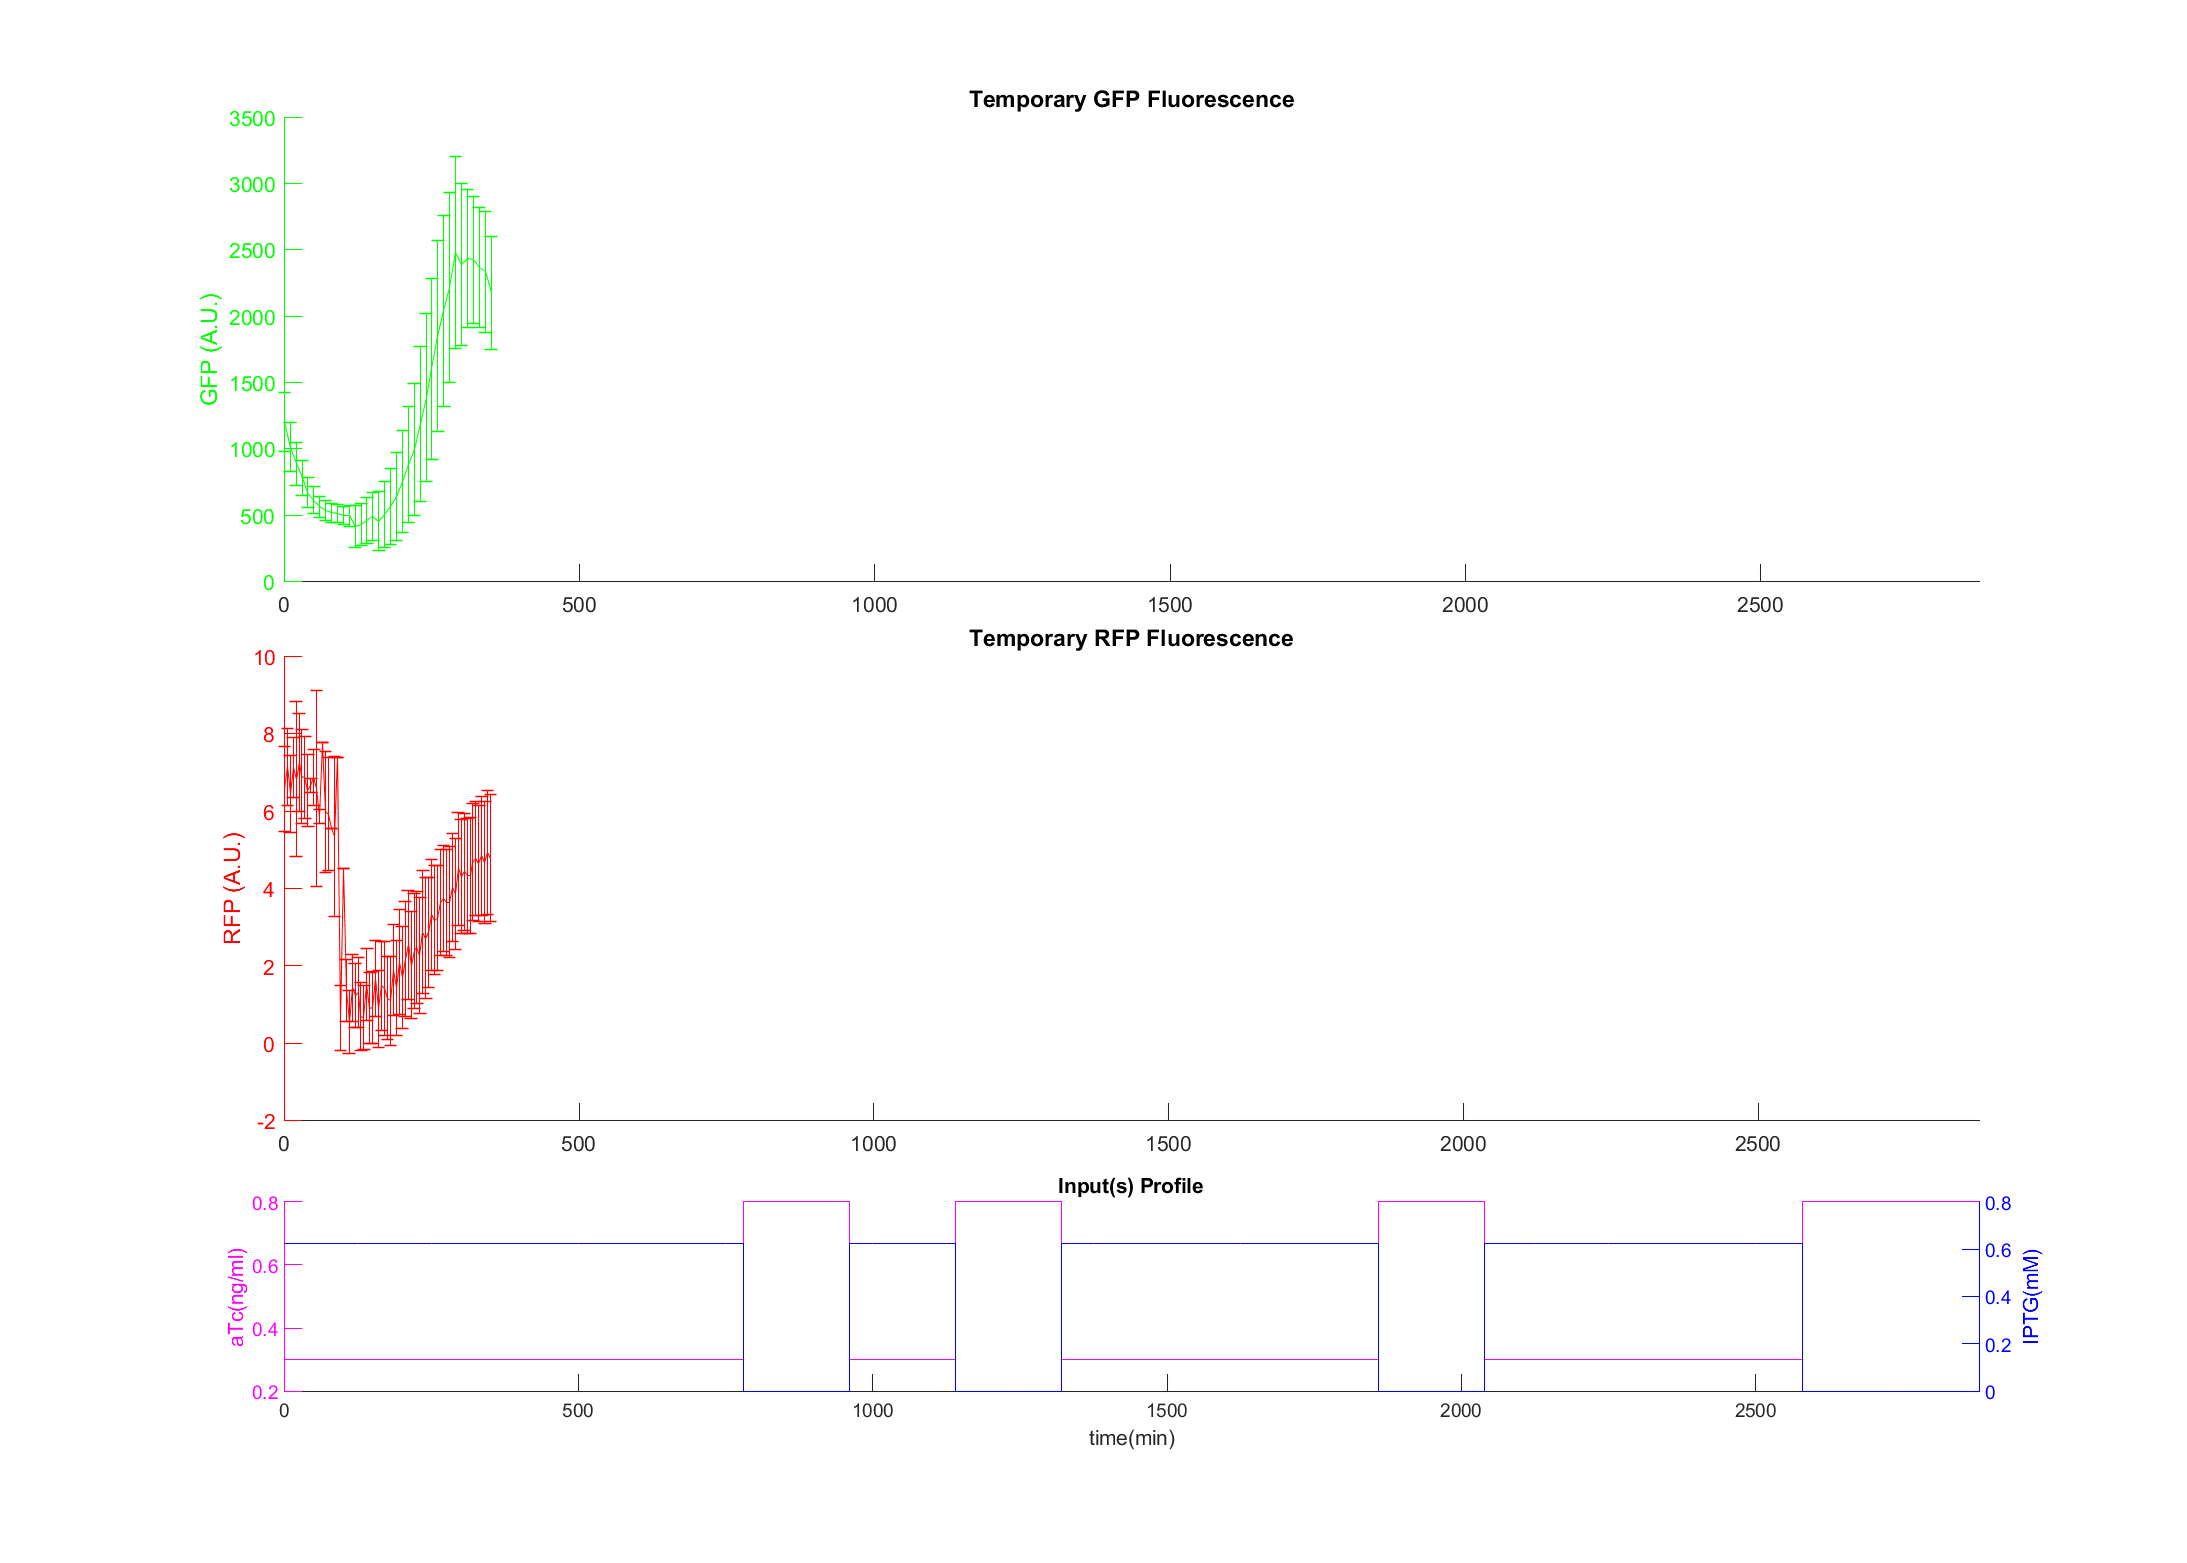 Temporary GFP Fluorescence
3500
3000
2500
2000
1500
1000
500
0
GFP (A.U.)
0 500 1000 1500 2000 2500
Temporary RFP Fluorescence
10
8
6
4
2
0
-2
RFP (A.U.)
0 500 1000 1500 2000 2500
Input(s) Profile
0.8
0.6
0.4
0.2
aTc(ng/ml)
0.8
0.6
0.4
0.2
0
IPTG(mM)
0 500 1000 1500 2000 2500
time(min)